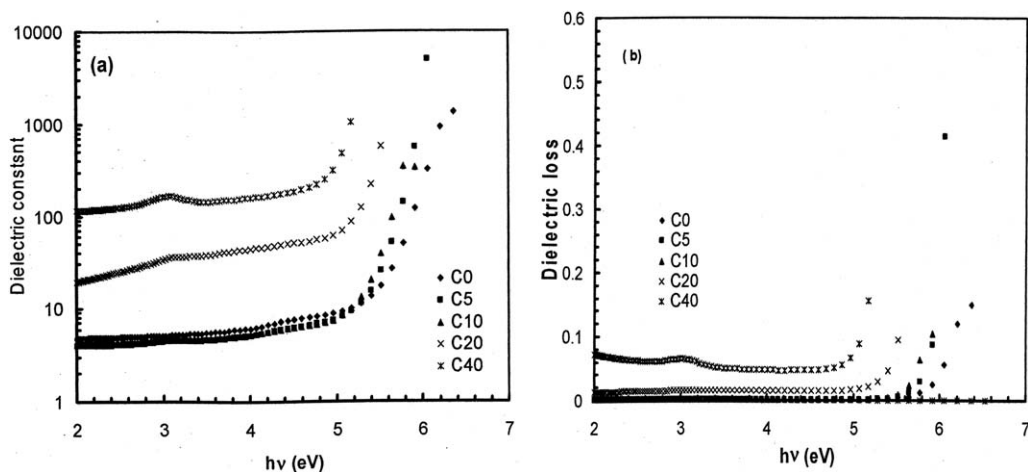 (a)
10000
1000
100
10
1
Dielectric constsnt
2 3 4 5 6 7
hν (eV)
C0
C5
C10
C20
C40
(b)
0.6
0.5
0.4
0.3
0.2
0.1
0
Dielectric loss
2 3 4 5 6 7
hν (eV)
C0
C5
C10
C20
C40